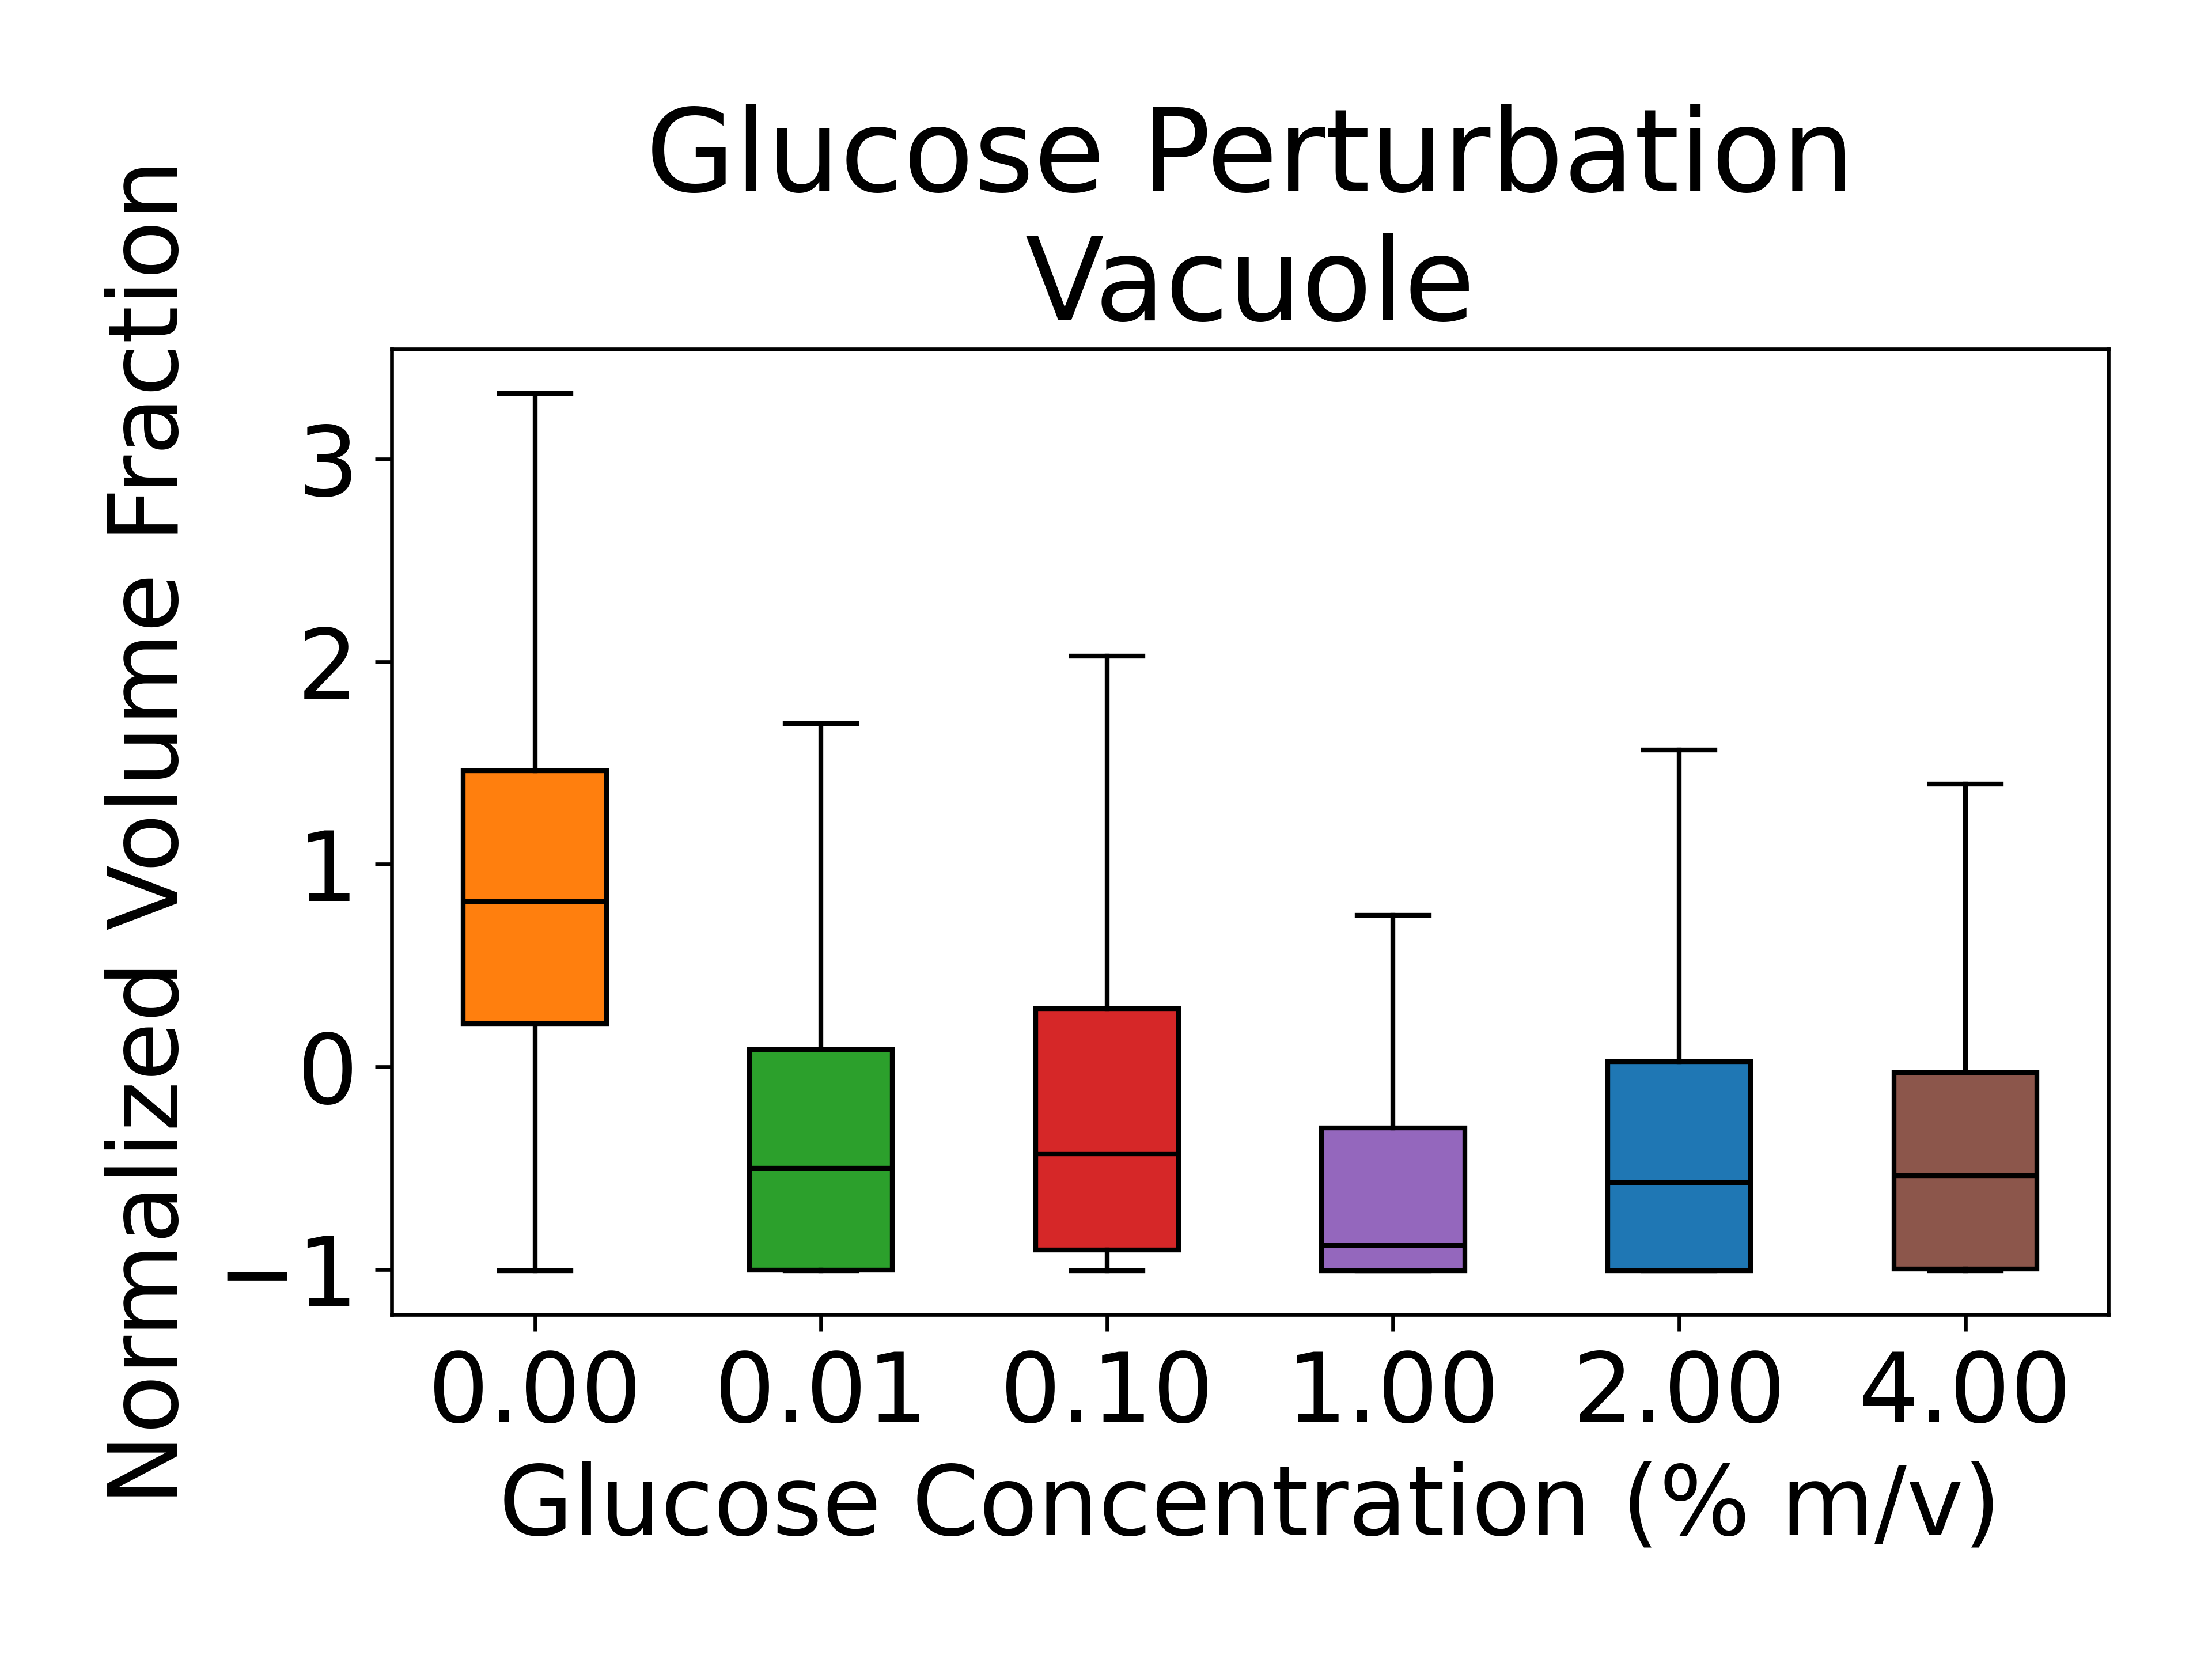 Glucose Perturbation
Vacuole
Normalized Volume Fraction
3
2
1
0
−1
0.00 0.01 0.10 1.00 2.00 4.00
Glucose Concentration (% m/v)